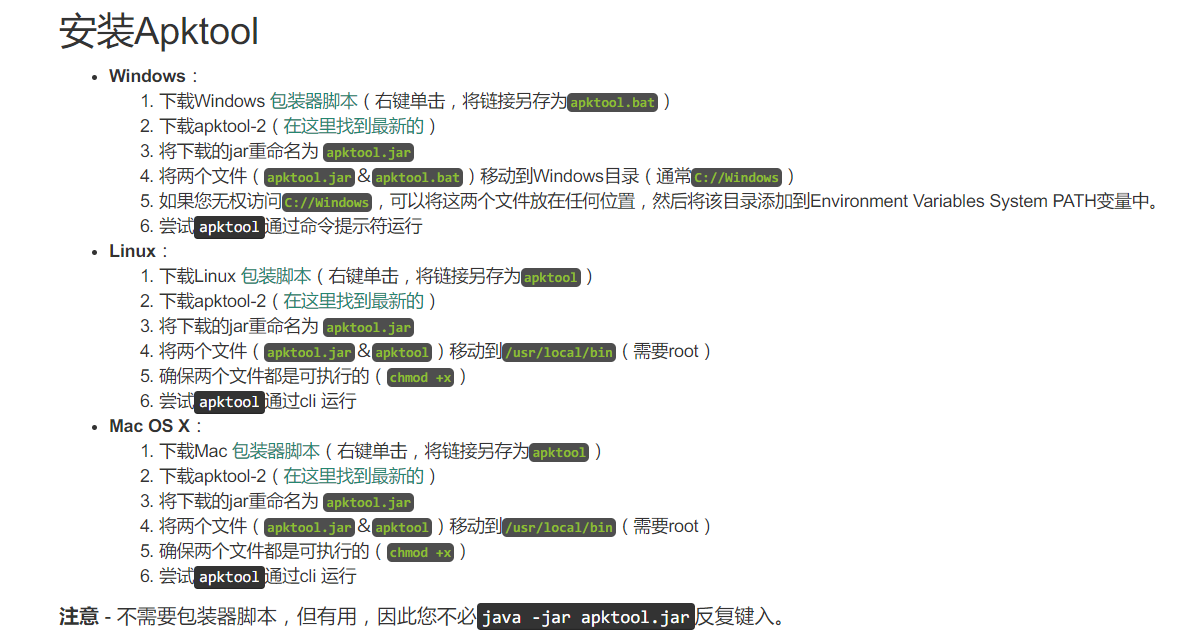 安装Apktool
• Windows：
1. 下载Windows 包装器脚本（右键单击，将链接另存为apktool.bat ）
2. 下载apktool-2（在这里找到最新的）
3. 将下载的jar重命名为 apktool.jar
4. 将两个文件（ apktool.jar & apktool.bat ）移动到Windows目录（通常C://Windows ）
5. 如果您无权访问C://Windows ，可以将这两个文件放在任何位置，然后将该目录添加到Environment Variables System PATH变量中。
6. 尝试apktool通过命令提示符运行
• Linux：
1. 下载Linux 包装脚本（右键单击，将链接另存为apktool ）
2. 下载apktool-2（在这里找到最新的）
3. 将下载的jar重命名为 apktool.jar
4. 将两个文件（ apktool.jar & apktool ）移动到/usr/local/bin（需要root）
5. 确保两个文件都是可执行的（ chmod +x ）
6. 尝试apktool通过cli 运行
• Mac OS X：
1. 下载Mac 包装器脚本（右键单击，将链接另存为apktool ）
2. 下载apktool-2（在这里找到最新的）
3. 将下载的jar重命名为 apktool.jar
4. 将两个文件（ apktool.jar & apktool ）移动到/usr/local/bin（需要root）
5. 确保两个文件都是可执行的（ chmod +x ）
6. 尝试apktool通过cli 运行
注意 - 不需要包装器脚本，但有用，因此您不必java -jar apktool.jar反复键入。